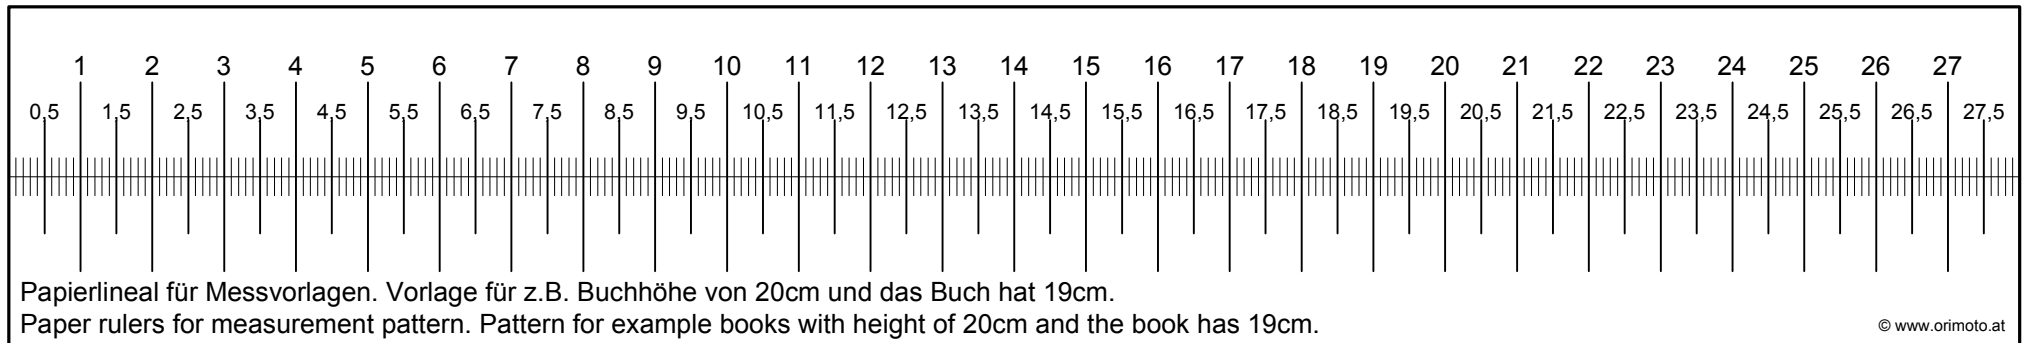 1 2 3 4 5 6 7 8 9 10 11 12 13 14 15 16 17 18 19 20 21 22 23 24 25 26 27
0,5 1,5 2,5 3,5 4,5 5,5 6,5 7,5 8,5 9,5 10,5 11,5 12,5 13,5 14,5 15,5 16,5 17,5 18,5 19,5 20,5 21,5 22,5 23,5 24,5 25,5 26,5 27,5
Papierlineal für Messvorlagen. Vorlage für z.B. Buchhöhe von 20cm und das Buch hat 19cm.
Paper rulers for measurement pattern. Pattern for example books with height of 20cm and the book has 19cm.
© www.orimoto.at